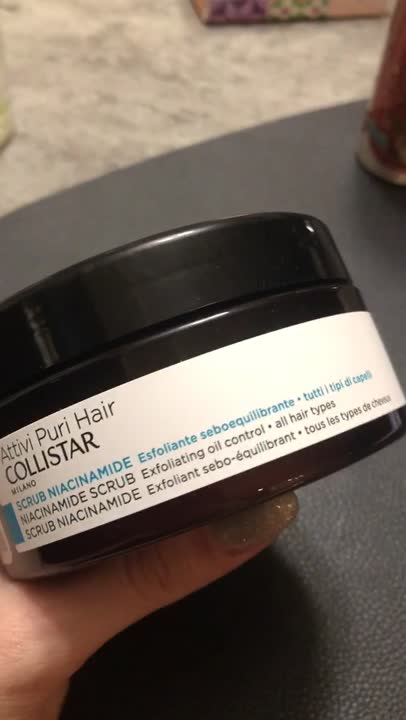 Attivi Puri Hair
COLLISTAR
MILANO
SCRUB NIACINAMIDE Esfoliante seboequilibrante • tutti i tipi di capelli
NIACINAMIDE SCRUB Exfoliating oil control • all hair types
SCRUB NIACINAMIDE Exfoliant sebo-équilibrant • tous les types de cheveux